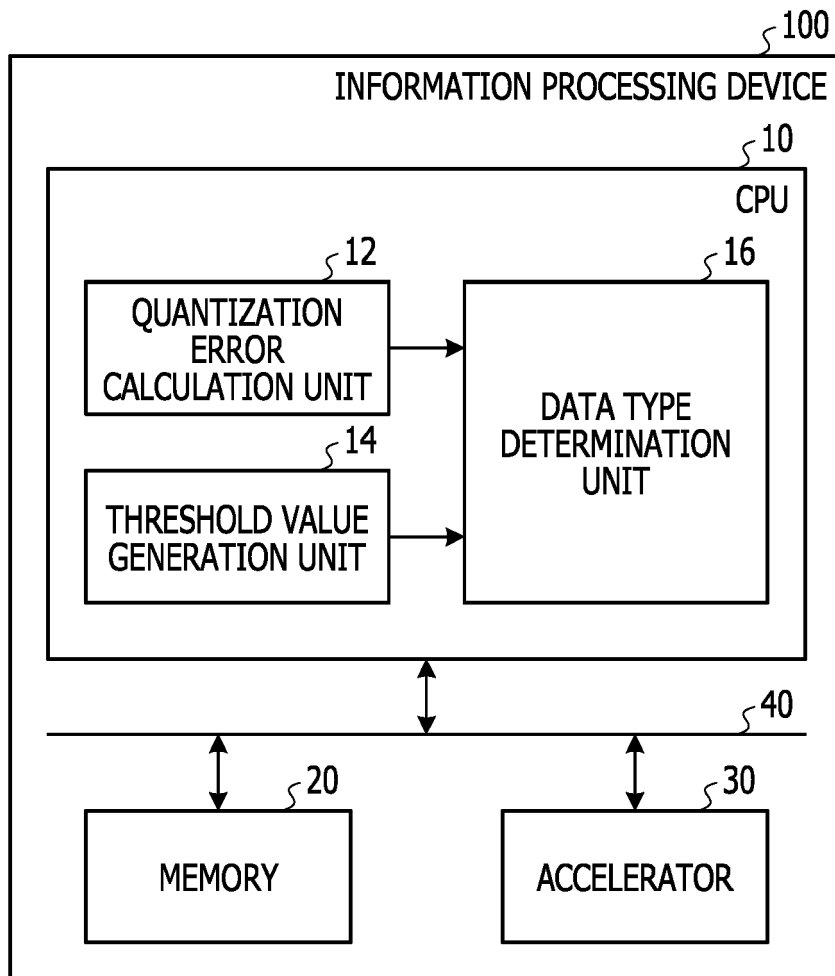 100
INFORMATION PROCESSING DEVICE
10
CPU
12
QUANTIZATION
ERROR
CALCULATION UNIT
14
THRESHOLD VALUE
GENERATION UNIT
16
DATA TYPE
DETERMINATION
UNIT
40
20
MEMORY
30
ACCELERATOR